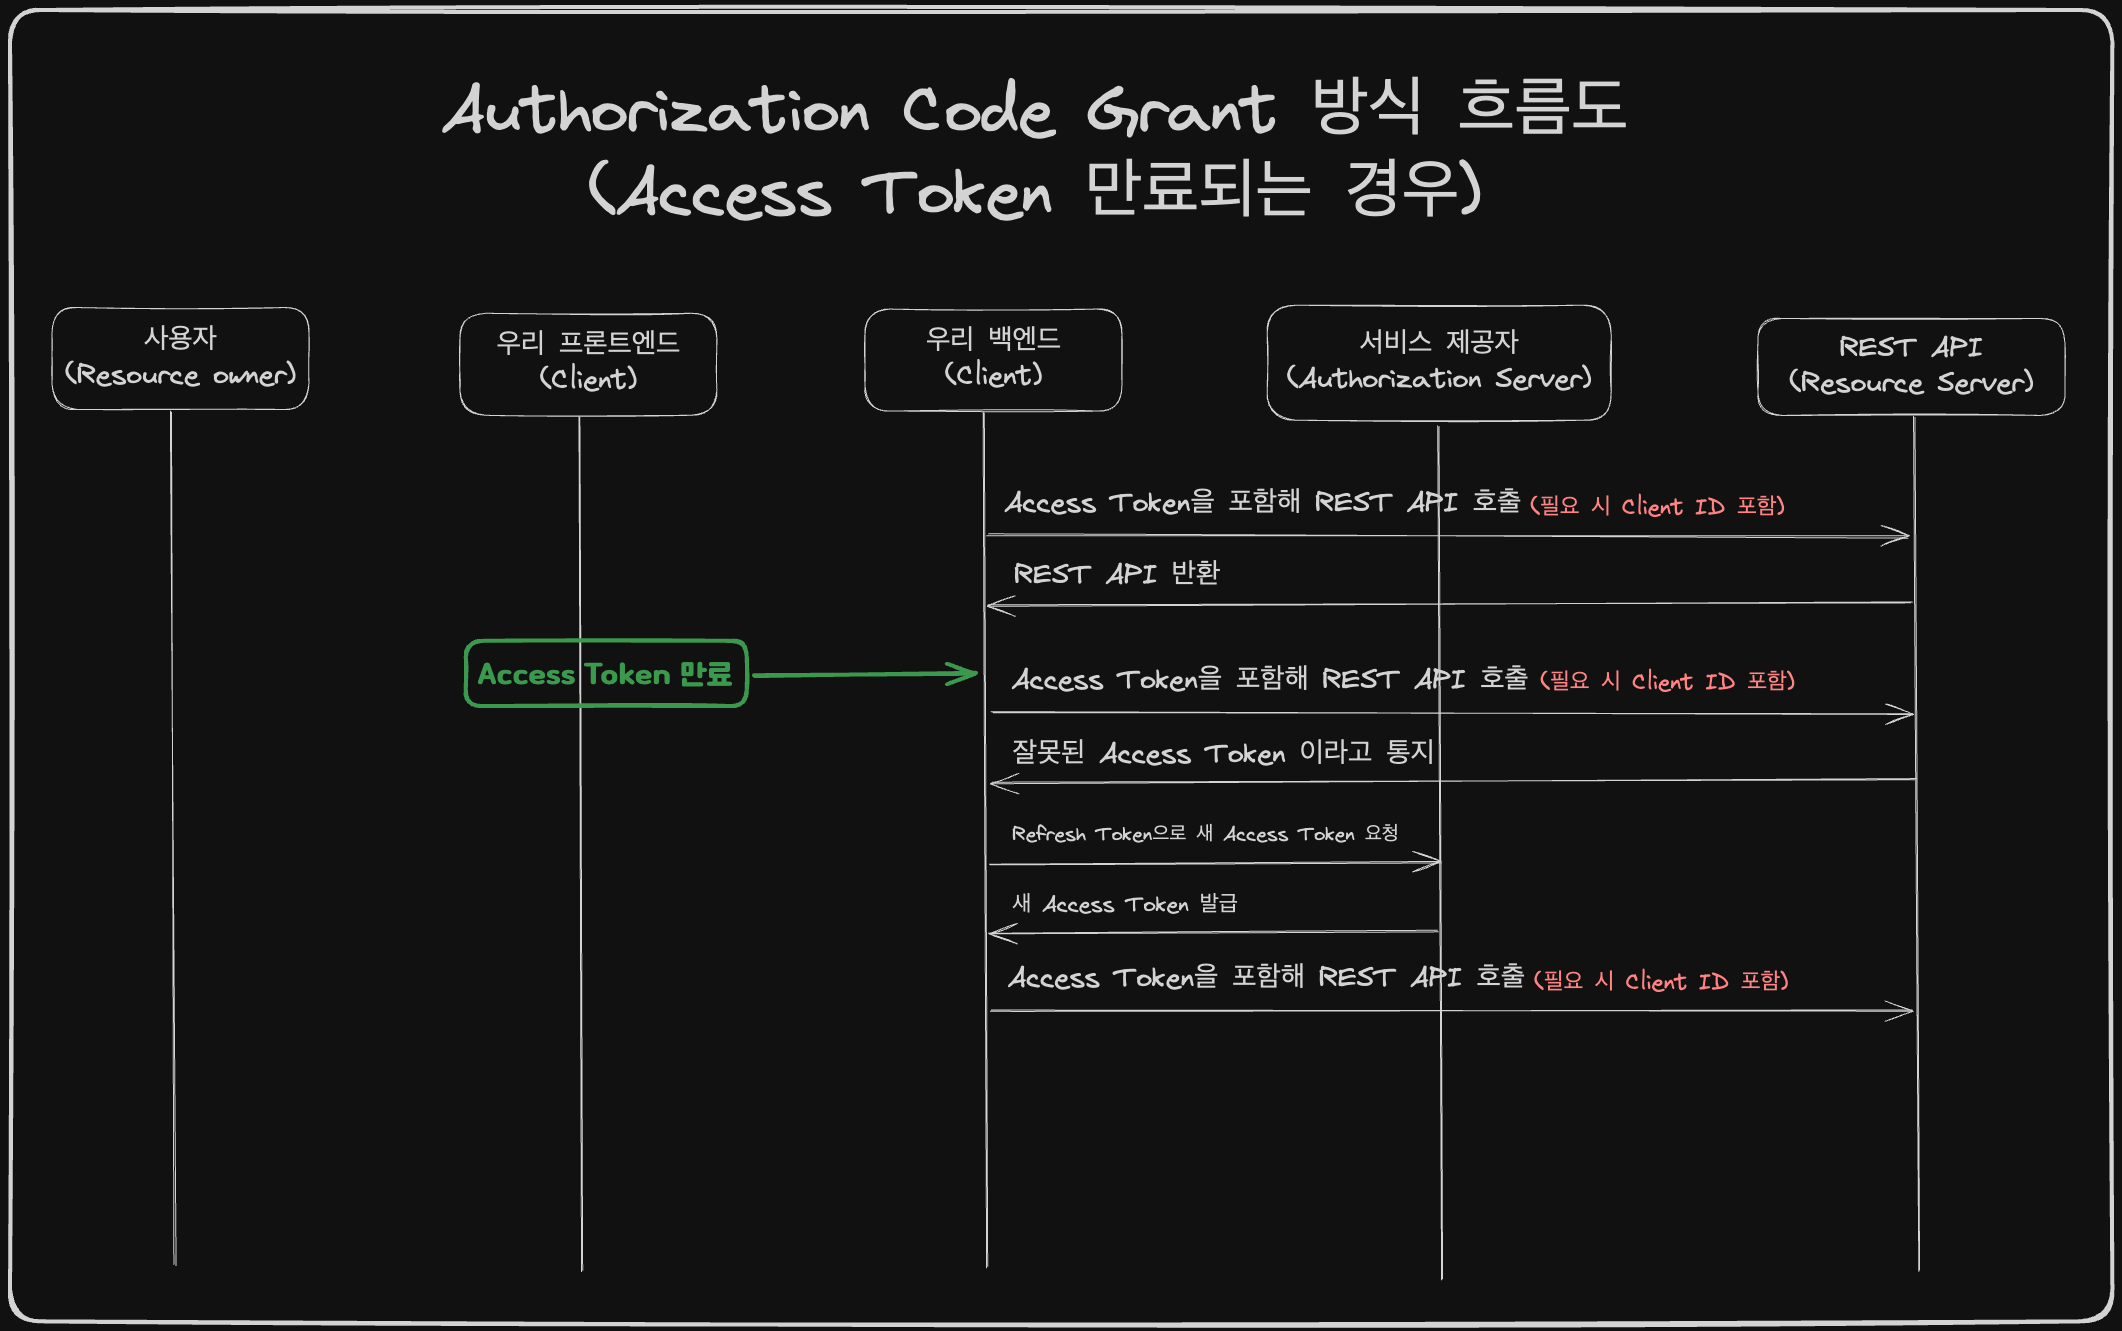 Authorization Code Grant 방식 흐름도
(Access Token 만료되는 경우)
사용자
(Resource owner)
우리 프론트엔드
(Client)
우리 백엔드
(Client)
서비스 제공자
(Authorization Server)
REST API
(Resource Server)
Access Token을 포함해 REST API 호출 (필요 시 Client ID 포함)
REST API 반환
Access Token 만료
Access Token을 포함해 REST API 호출 (필요 시 Client ID 포함)
잘못된 Access Token 이라고 통지
Refresh Token으로 새 Access Token 요청
새 Access Token 발급
Access Token을 포함해 REST API 호출 (필요 시 Client ID 포함)